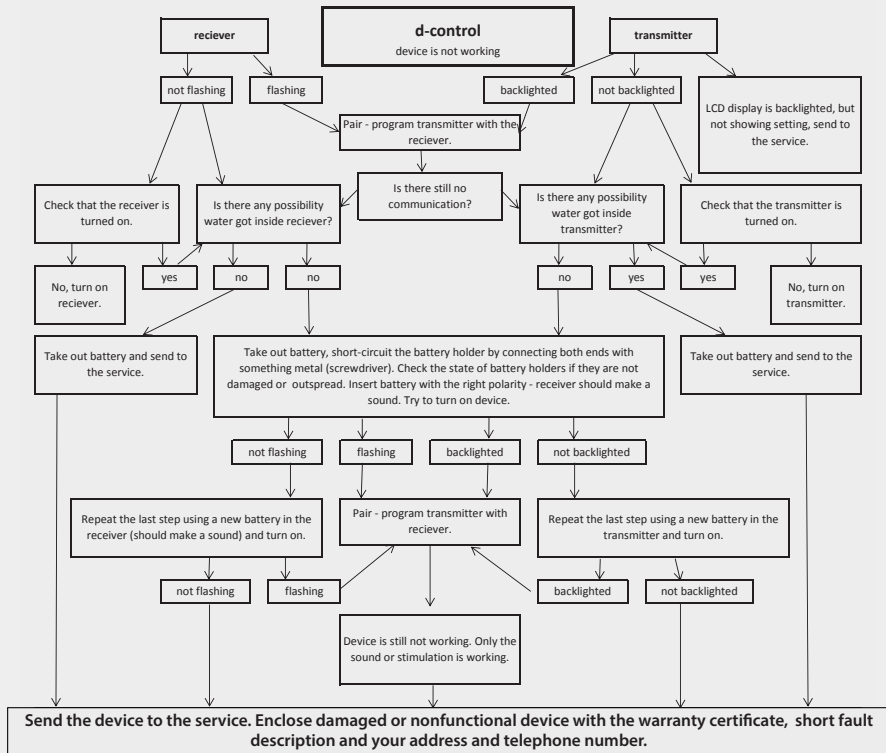 d-control
device is not working
reciever
transmitter
not flashing
flashing
backlighted
not backlighted
LCD display is backlighted, but
not showing setting, send to
the service.
Pair - program transmitter with the
reciever.
Is there still no
communication?
Check that the receiver is
turned on.
Is there any possibility
water got inside reciever?
Is there any possibility
water got inside
transmitter?
Check that the transmitter is
turned on.
No, turn on
reciever.
yes
no
no
no
yes
yes
No, turn on
transmitter.
Take out battery and send to
the service.
Take out battery, short-circuit the battery holder by connecting both ends with
something metal (screwdriver). Check the state of battery holders if they are not
damaged or outspread. Insert battery with the right polarity - receiver should make a
sound. Try to turn on device.
Take out battery and send to the
service.
not flashing
flashing
backlighted
not backlighted
Repeat the last step using a new battery in the
receiver (should make a sound) and turn on.
Pair - program transmitter with
reciever.
Repeat the last step using a new battery in the
transmitter and turn on.
not flashing
flashing
backlighted
not backlighted
Device is still not working. Only the
sound or stimulation is working.
Send the device to the service. Enclose damaged or nonfunctional device with the warranty certificate, short fault
description and your address and telephone number.